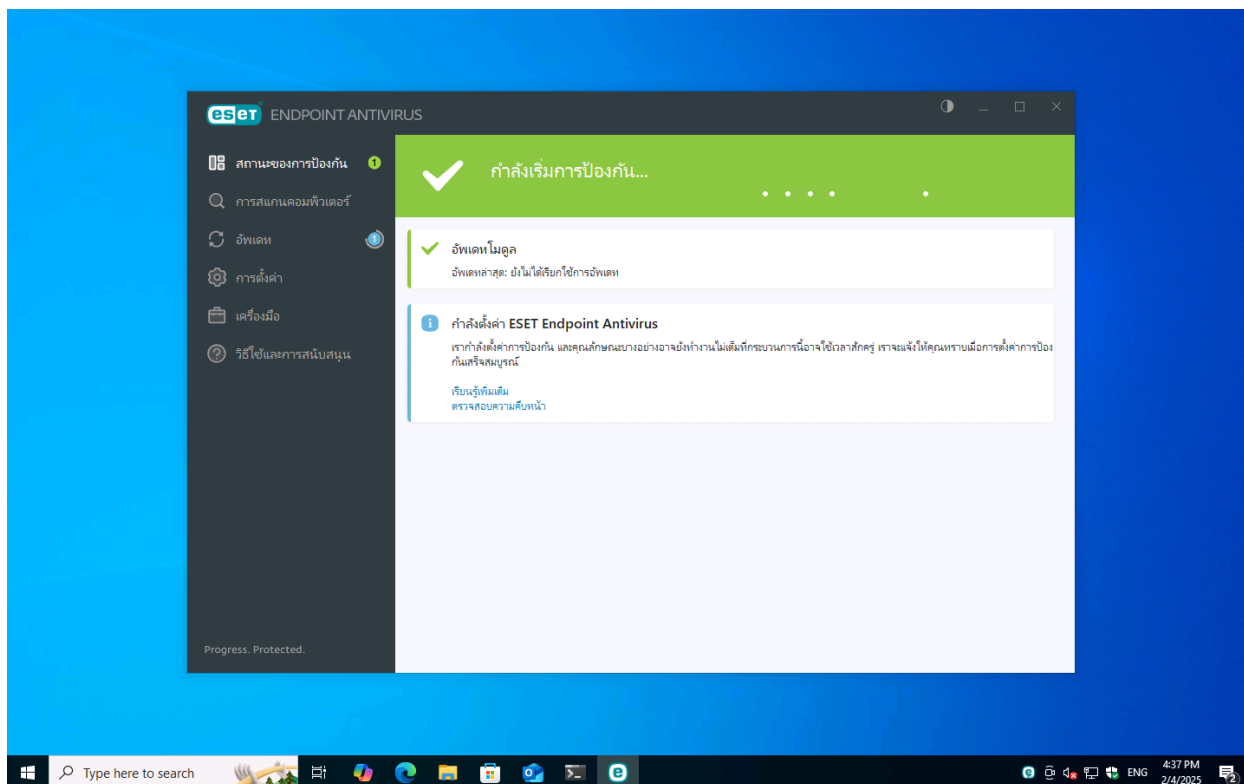 eset ENDPOINT ANTIVIRUS
สถานะของการป้องกัน 1
การสแกนคอมพิวเตอร์
อัพเดท 1
การตั้งค่า
เครื่องมือ
วิธีใช้และการสนับสนุน
Progress. Protected.
กำลังเริ่มการป้องกัน...
อัพเดทโมดูล
อัพเดทล่าสุด: ยังไม่ได้เรียกใช้การอัพเดท
กำลังตั้งค่า ESET Endpoint Antivirus
เรากำลังตั้งค่าการป้องกัน และคุณลักษณะบางอย่างอาจยังทำงานไม่เต็มที่กระบวนการนี้อาจใช้เวลาสักครู่ เราจะแจ้งให้คุณทราบเมื่อการตั้งค่าการป้อง
กันเสร็จสมบูรณ์
เรียนรู้เพิ่มเติม
ตรวจสอบความคืบหน้า
Type here to search
ENG
4:37 PM
2/4/2025
2